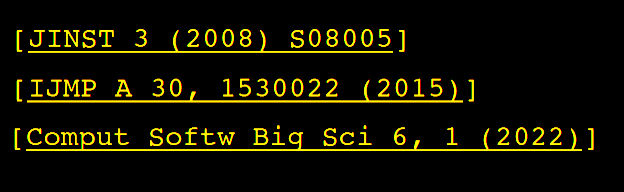 [JINST 3 (2008) S08005]
[IJMP A 30, 1530022 (2015)]
[Comput Softw Big Sci 6, 1 (2022)]